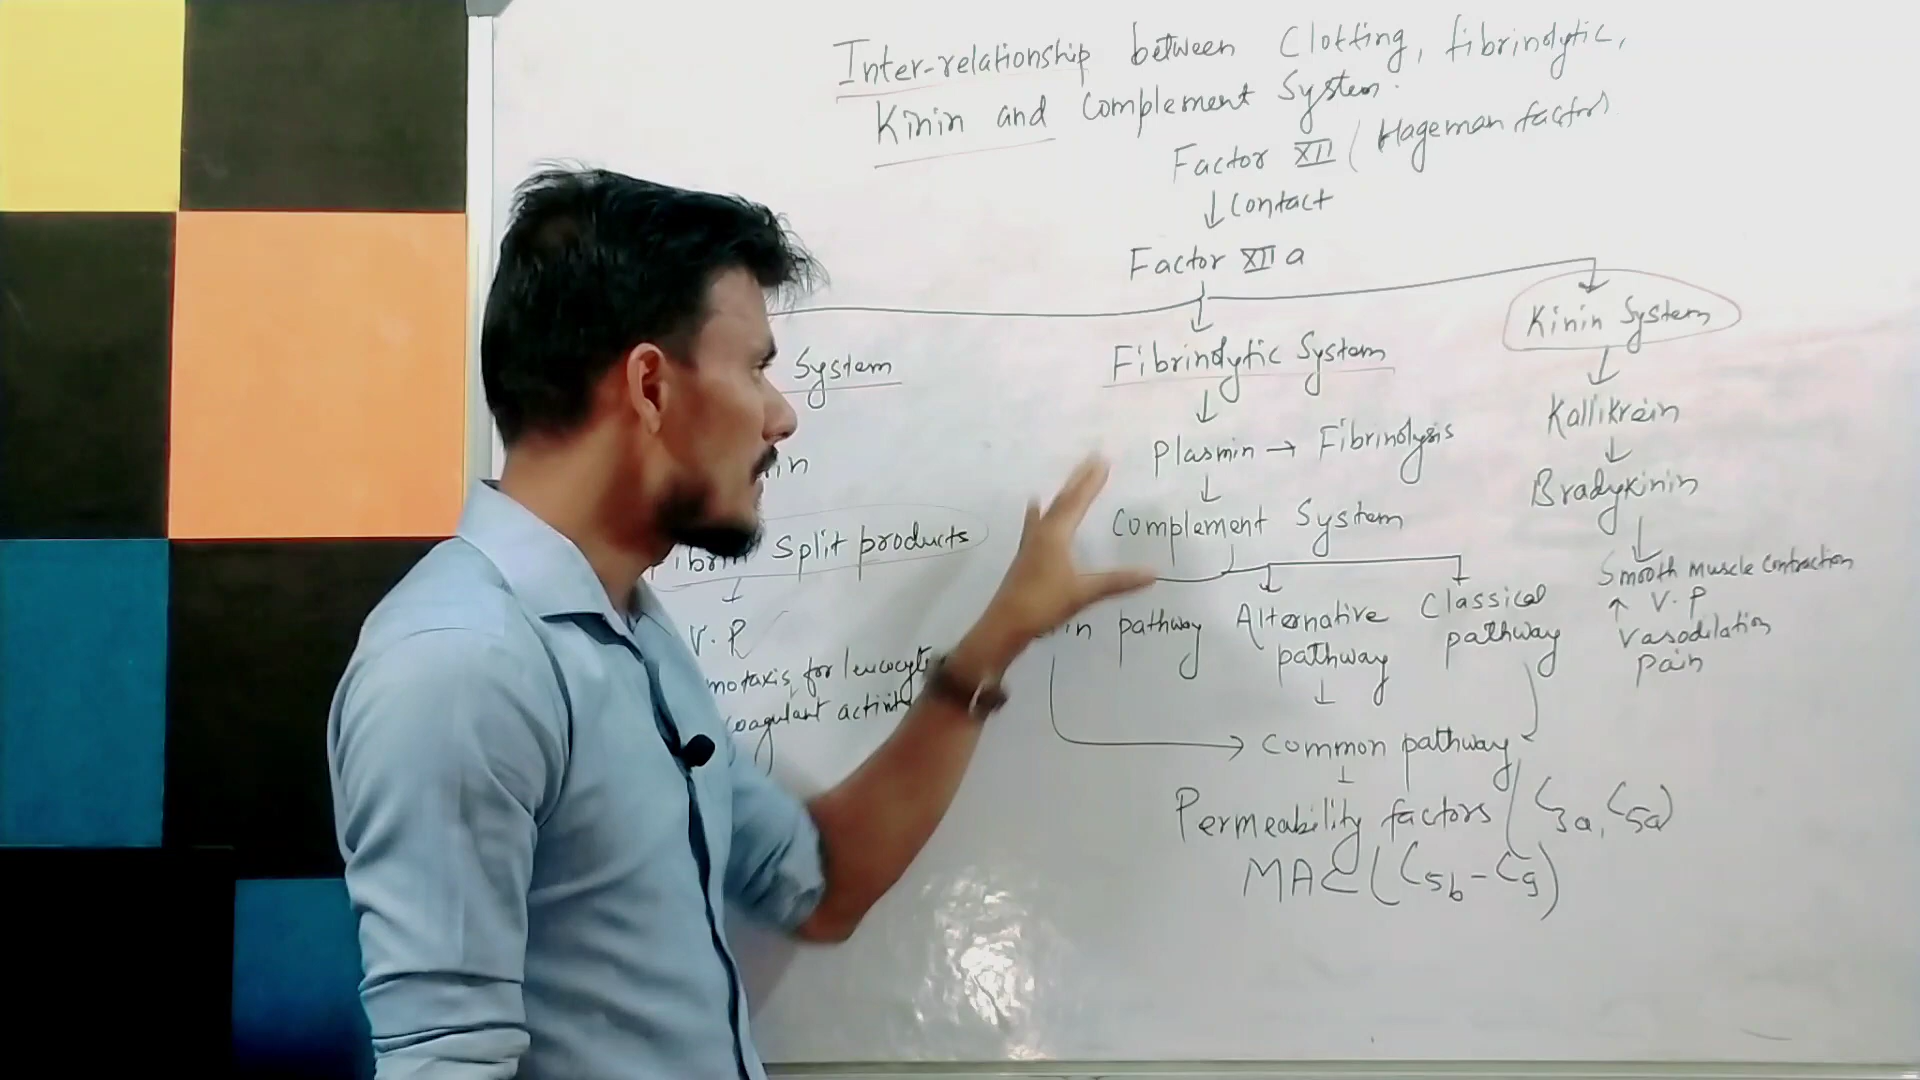 Inter-relationship between Clotting, fibrinolytic,
Kinin and Complement System.
Factor XII (Hageman factor)
↓ Contact
Factor XII a
System
Fibrinolytic System
Kinin System
Plasmin → Fibrinolysis
Kallikrein
Bradykinin
Split products
Complement System
Smooth muscle contraction
↑ V.P
Vasodilation
Pain
V.P
for leucocyte
pathway
Alternative
pathway
Classical
pathway
Common pathway
Permeability factors (C3a, C5a)
MAC (C5b-C9)